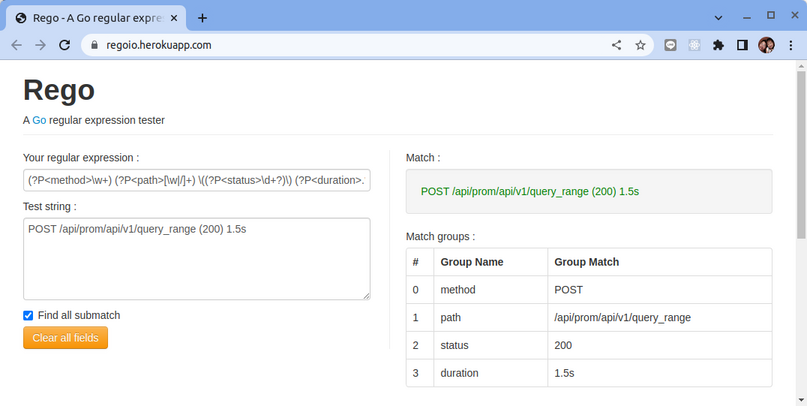 Rego - A Go regular expre
regoio.herokuapp.com
Rego
A Go regular expression tester
Your regular expression :
(?P<method>\w+) (?P<path>[\w|/]+) \((?P<status>\d+?)\) (?P<duration>.
Test string :
POST /api/prom/api/v1/query_range (200) 1.5s
Find all submatch
Clear all fields
Match :
POST /api/prom/api/v1/query_range (200) 1.5s
Match groups :
# Group Name Group Match
0 method POST
1 path /api/prom/api/v1/query_range
2 status 200
3 duration 1.5s